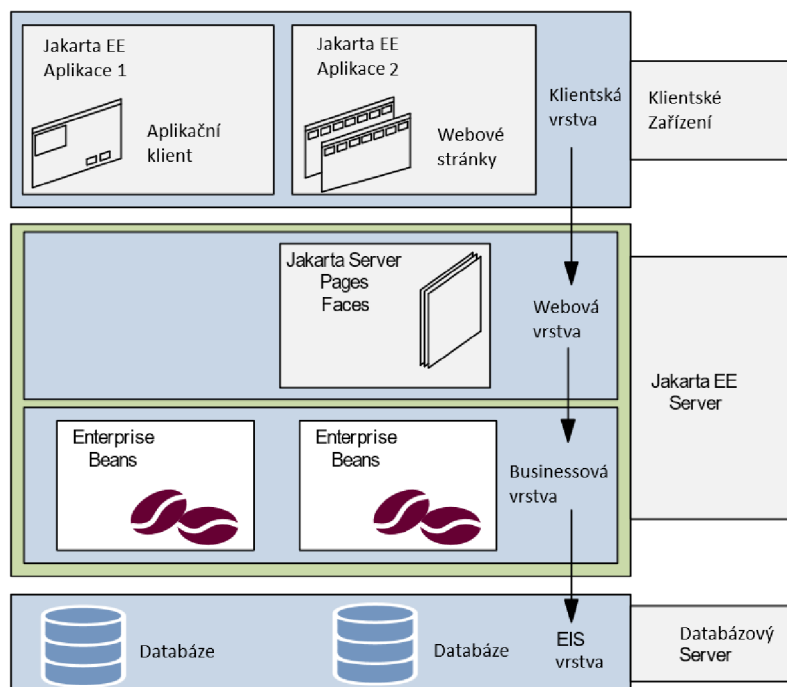 Jakarta EE
Aplikace 1
Aplikační
klient
Jakarta EE
Aplikace 2
Webové
stránky
Klientská
vrstva
Klientské
Zařízení
Jakarta Server
Pages
Faces
Webová
vrstva
Jakarta EE
Server
Enterprise
Beans
Enterprise
Beans
Businessová
vrstva
Databáze
Databáze
EIS
vrstva
Databázový
Server